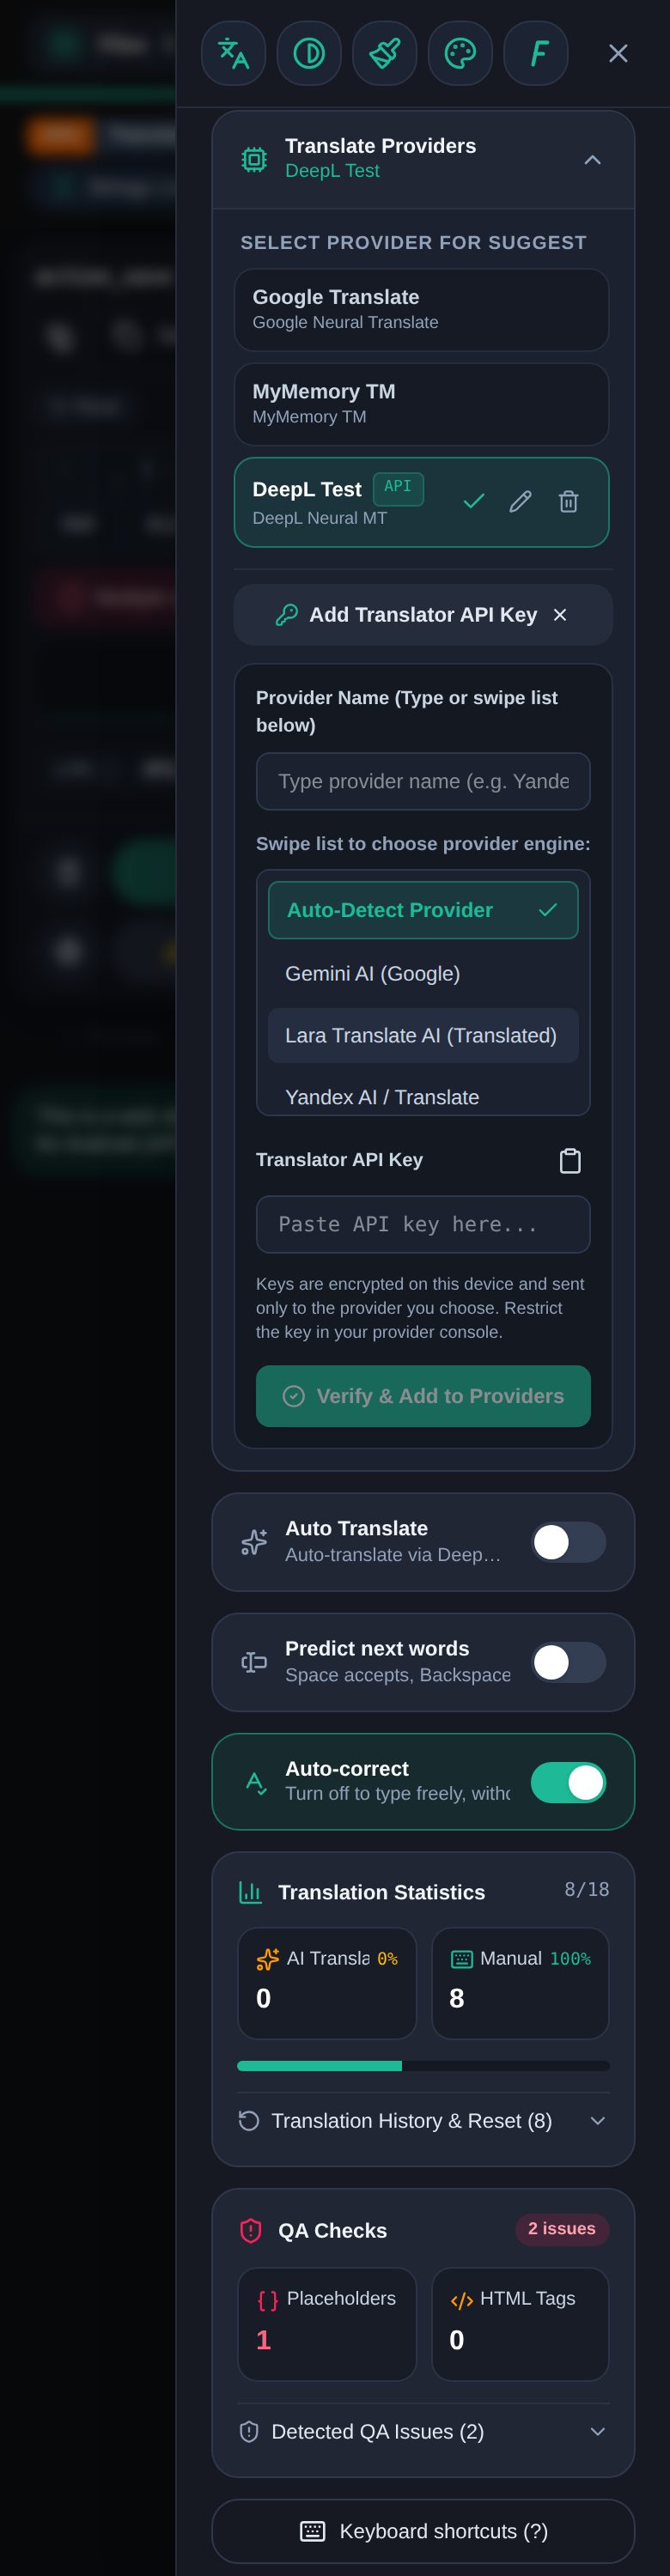 Translate Providers
DeepL Test
SELECT PROVIDER FOR SUGGEST
Google Translate
Google Neural Translate
MyMemory TM
MyMemory TM
DeepL Test API
DeepL Neural MT
Add Translator API Key
Provider Name (Type or swipe list
below)
Type provider name (e.g. Yande
Swipe list to choose provider engine:
Auto-Detect Provider
Gemini AI (Google)
Lara Translate AI (Translated)
Yandex AI / Translate
Translator API Key
Paste API key here...
Keys are encrypted on this device and sent
only to the provider you choose. Restrict
the key in your provider console.
Verify & Add to Providers
Auto Translate
Auto-translate via Deep…
Predict next words
Space accepts, Backspace
Auto-correct
Turn off to type freely, witho
Translation Statistics 8/18
AI Transla 0%
0
Manual 100%
8
Translation History & Reset (8)
QA Checks 2 issues
Placeholders
1
HTML Tags
0
Detected QA Issues (2)
Keyboard shortcuts (?)